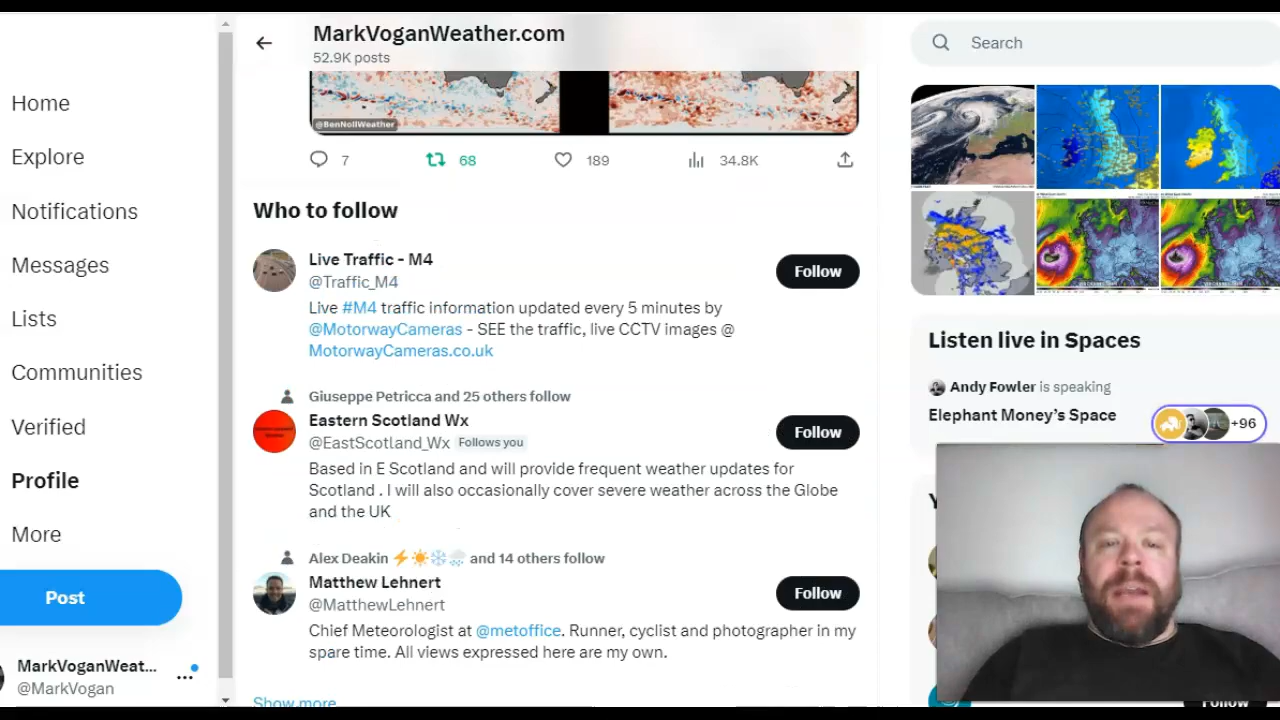 MarkVoganWeather.com
52.9K posts
Search
Home
Explore
Notifications
Messages
Lists
Communities
Verified
Profile
More
Post
MarkVoganWeat...
@MarkVogan
@BenNollWeather
7 68 189 34.8K
Who to follow
Live Traffic - M4
@Traffic_M4
Follow
Live #M4 traffic information updated every 5 minutes by
@MotorwayCameras - SEE the traffic, live CCTV images @
MotorwayCameras.co.uk
Giuseppe Petricca and 25 others follow
Eastern Scotland Wx
@EastScotland_Wx Follows you
Follow
Based in E Scotland and will provide frequent weather updates for
Scotland . I will also occasionally cover severe weather across the Globe
and the UK
Alex Deakin ⚡☀️❄️🌧️ and 14 others follow
Matthew Lehnert
@MatthewLehnert
Follow
Chief Meteorologist at @metoffice. Runner, cyclist and photographer in my
spare time. All views expressed here are my own.
Show more
Listen live in Spaces
Andy Fowler is speaking
Elephant Money’s Space
+96
Follow